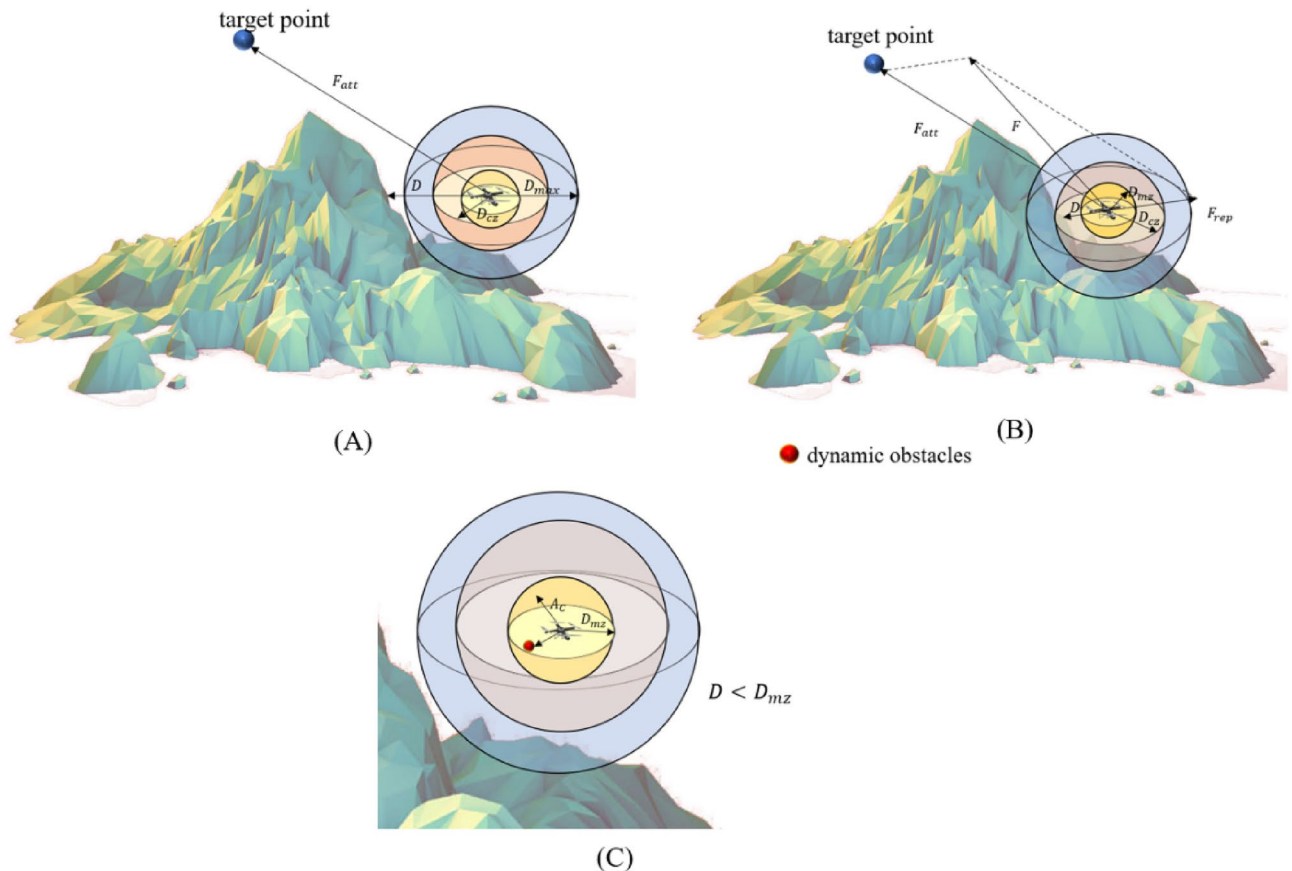 target point
F_att
D
D_max
D_cz
(A)
target point
F_att
F
D_mz
D
D_cz
F_rep
(B)
dynamic obstacles
A_C
D_mz
D < D_mz
(C)